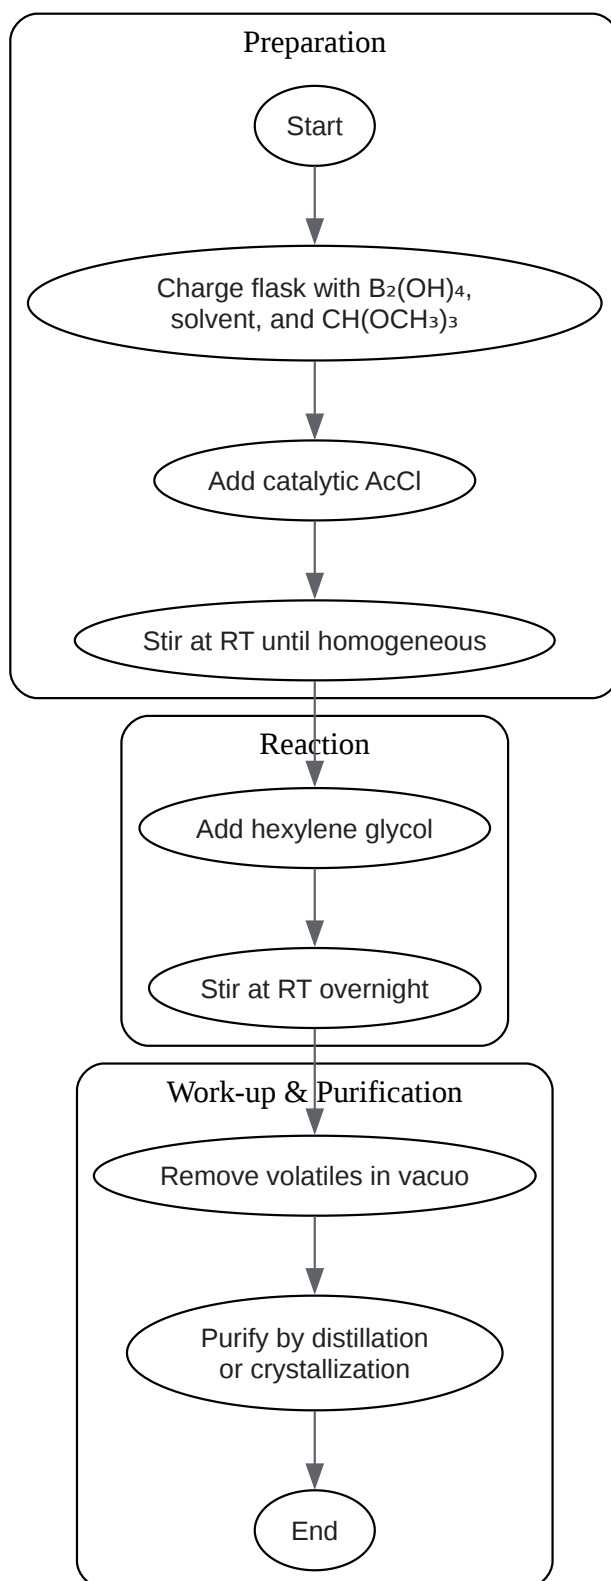 Preparation
Start
Charge flask with B₂(OH)₄,
solvent, and CH(OCH₃)₃
Add catalytic AcCl
Stir at RT until homogeneous
Reaction
Add hexylene glycol
Stir at RT overnight
Work-up & Purification
Remove volatiles in vacuo
Purify by distillation
or crystallization
End